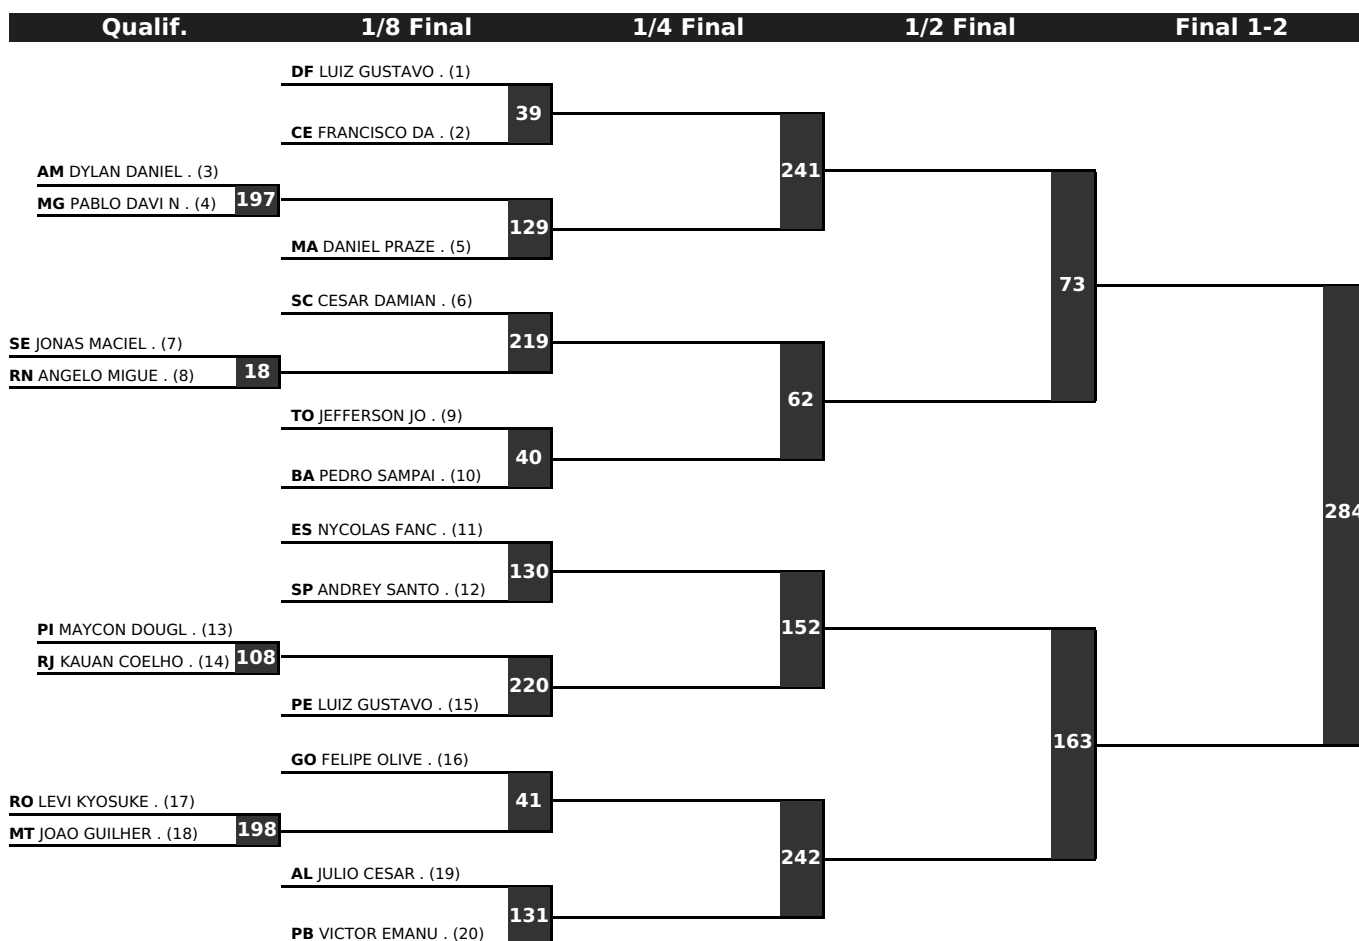 Qualif. 1/8 Final 1/4 Final 1/2 Final Final 1-2
DF LUIZ GUSTAVO . (1)
39
CE FRANCISCO DA . (2)
AM DYLAN DANIEL . (3)
241
MG PABLO DAVI N . (4)
197
129
MA DANIEL PRAZE . (5)
73
SC CESAR DAMIAN . (6)
219
SE JONAS MACIEL . (7)
18
RN ANGELO MIGUE . (8)
62
TO JEFFERSON JO . (9)
40
BA PEDRO SAMPAI . (10)
284
ES NYCOLAS FANC . (11)
130
SP ANDREY SANTO . (12)
152
PI MAYCON DOUGL . (13)
108
RJ KAUAN COELHO . (14)
220
PE LUIZ GUSTAVO . (15)
163
GO FELIPE OLIVE . (16)
41
RO LEVI KYOSUKE . (17)
198
MT JOAO GUILHER . (18)
242
AL JULIO CESAR . (19)
131
PB VICTOR EMANU . (20)